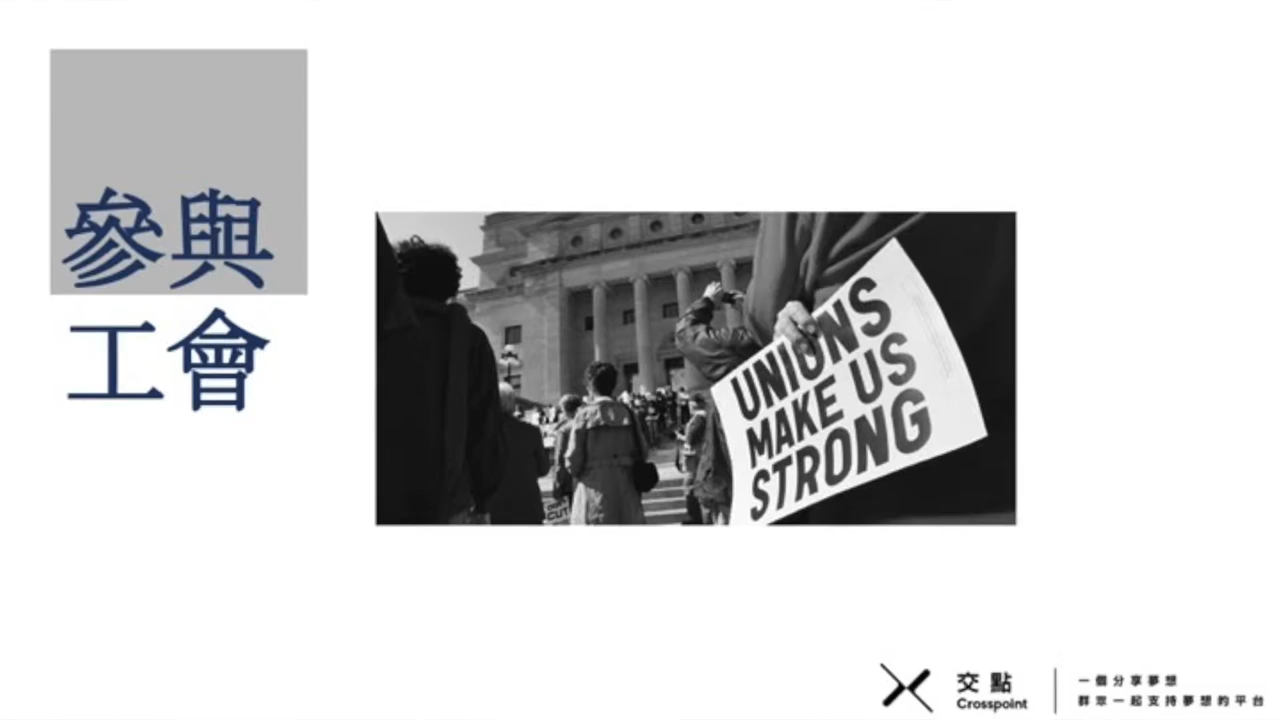 參與
工會
UNIONS
MAKE US
STRONG
CUT
交點
Crosspoint
一個分享夢想
群眾一起支持夢想的平台